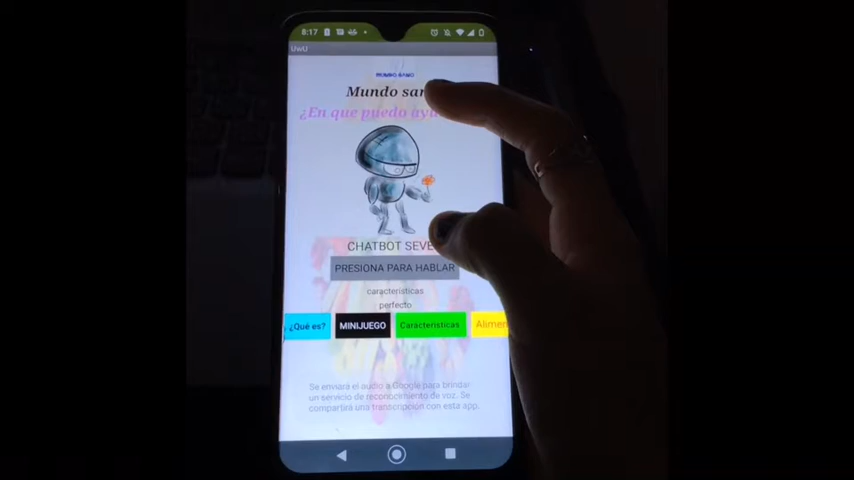 8:17
UwU
MUNDO SANO
Mundo san
¿En que puedo ayu
CHATBOT SEVE
PRESIONA PARA HABLAR
caracteristicas
perfecto
¿Qué es?
MINIJUEGO
Caracteristicas
Alimen
Se enviará el audio a Google para brindar
un servicio de reconocimiento de voz. Se
compartirá una transcripción con esta app.